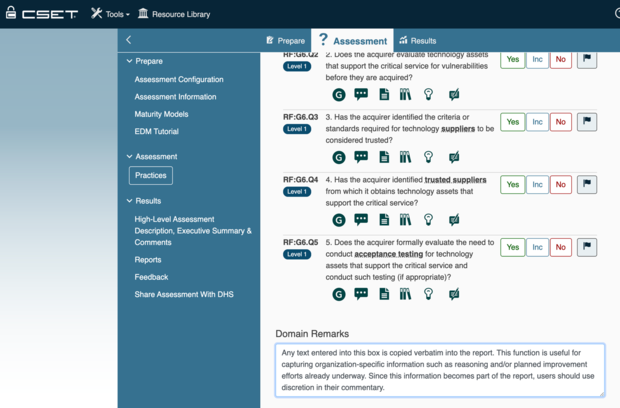 CSET
Tools
Resource Library
Prepare
Assessment
Results
Prepare
Assessment Configuration
Assessment Information
Maturity Models
EDM Tutorial
Assessment
Practices
Results
High-Level Assessment
Description, Executive Summary &
Comments
Reports
Feedback
Share Assessment With DHS
RF:G6.Q2
Level 1
2. Does the acquirer evaluate technology assets
that support the critical service for vulnerabilities
before they are acquired?
Yes
Inc
No
G
RF:G6.Q3
Level 1
3. Has the acquirer identified the criteria or
standards required for technology suppliers to be
considered trusted?
Yes
Inc
No
G
RF:G6.Q4
Level 1
4. Has the acquirer identified trusted suppliers
from which it obtains technology assets that
support the critical service?
Yes
Inc
No
G
RF:G6.Q5
Level 1
5. Does the acquirer formally evaluate the need to
conduct acceptance testing for technology
assets that support the critical service and
conduct such testing (if appropriate)?
Yes
Inc
No
G
Domain Remarks
Any text entered into this box is copied verbatim into the report. This function is useful for
capturing organization-specific information such as reasoning and/or planned improvement
efforts already underway. Since this information becomes part of the report, users should use
discretion in their commentary.